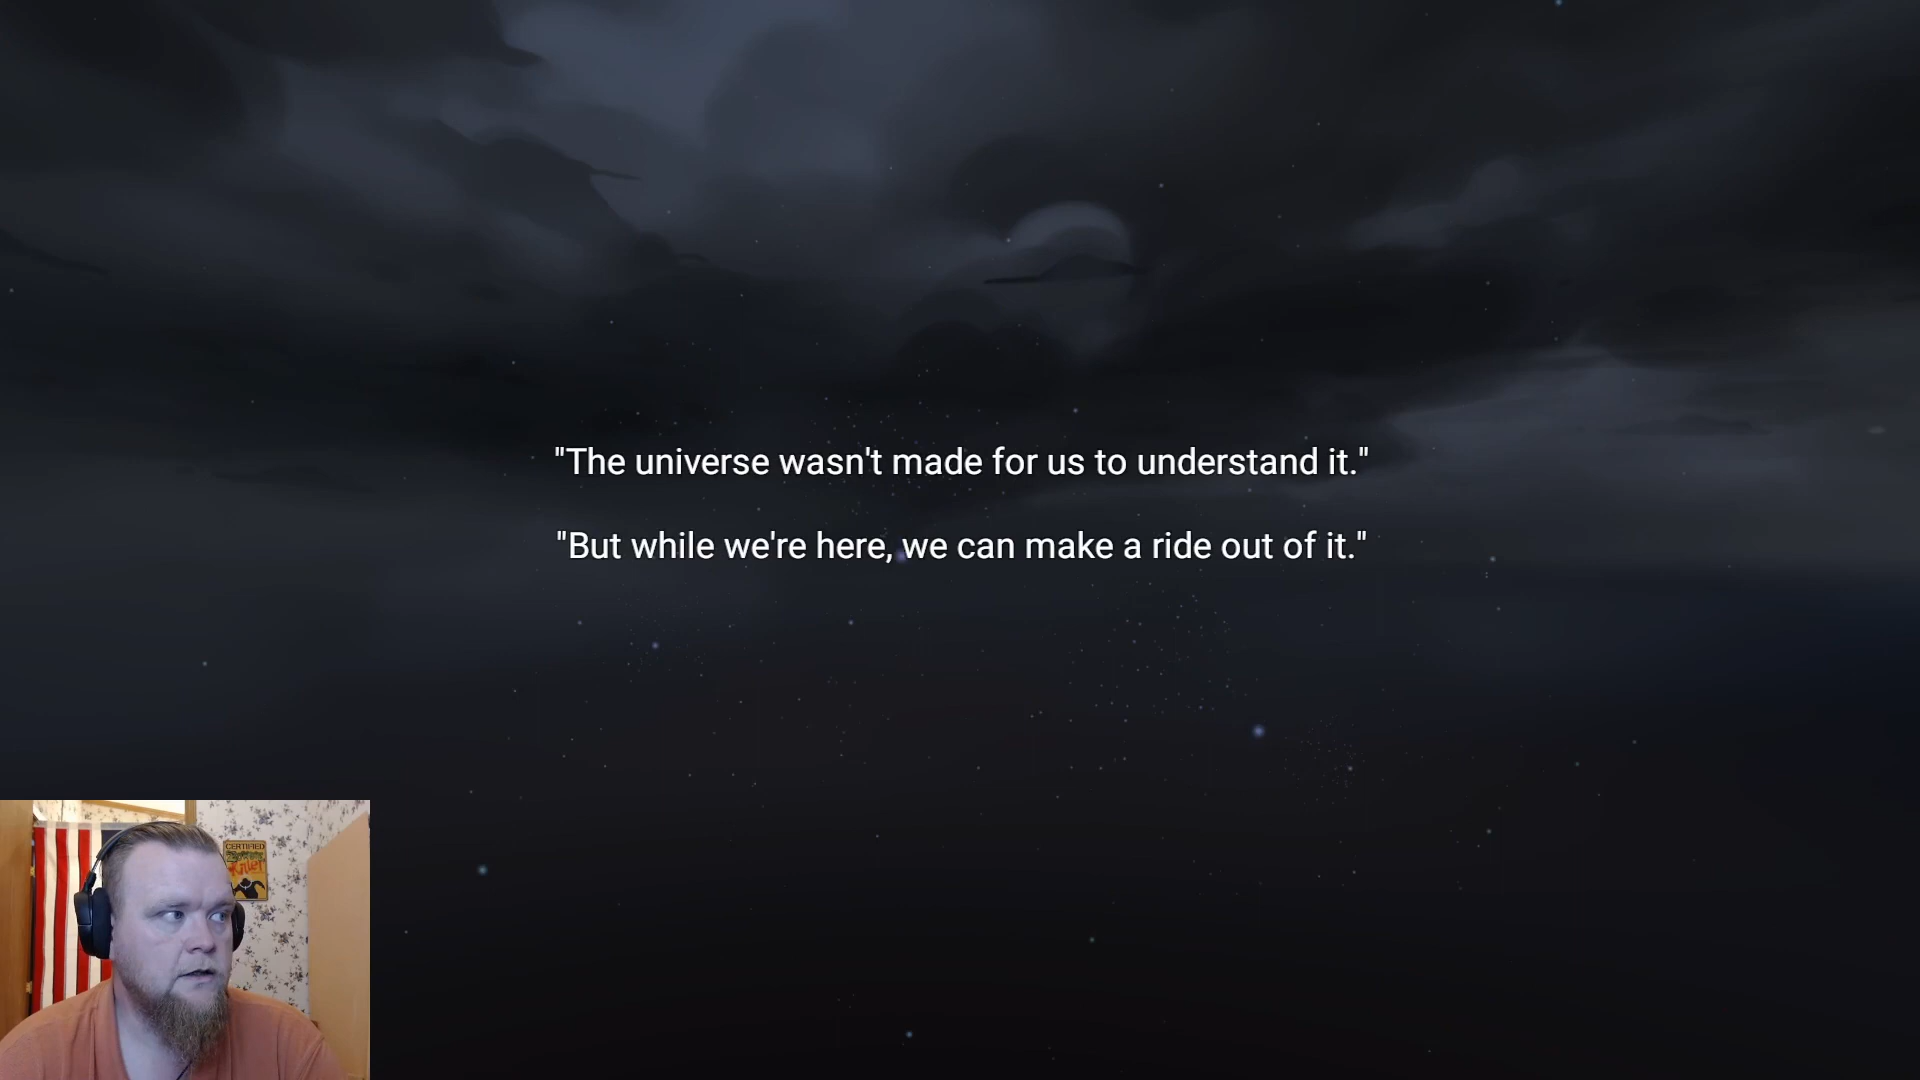 "The universe wasn't made for us to understand it."
"But while we're here, we can make a ride out of it."
CERTIFIED